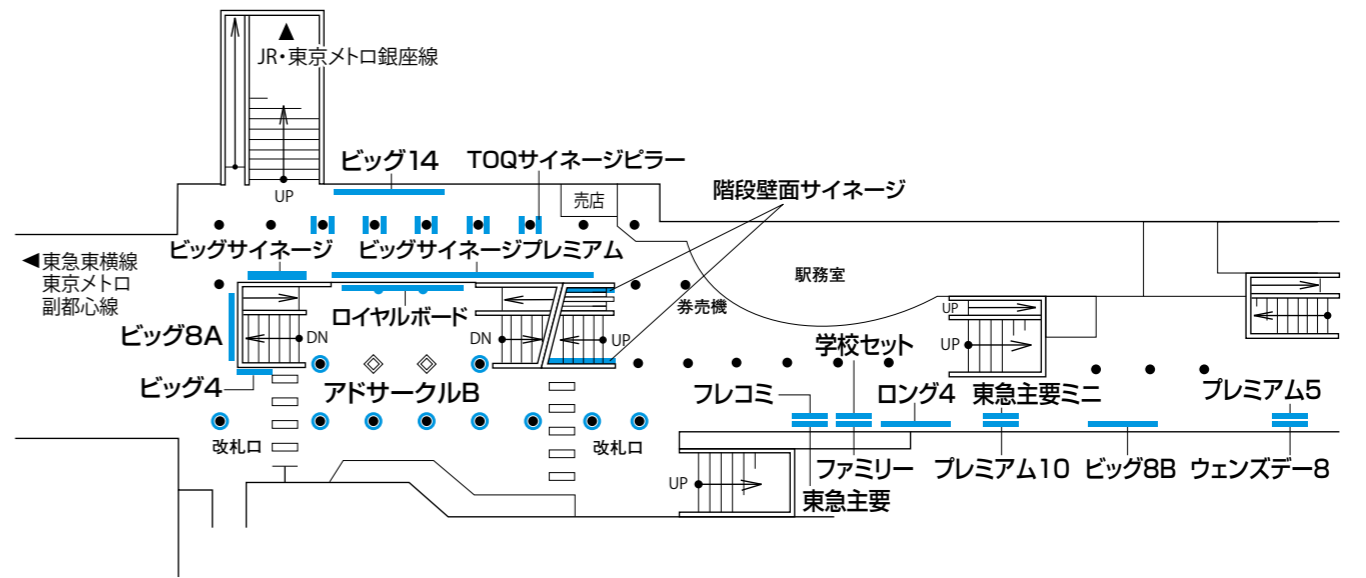 ▲
JR・東京メトロ銀座線
UP
ビッグ14
TOQサイネージピラー
売店
階段壁面サイネージ
◀東急東横線
東京メトロ
副都心線
ビッグサイネージ
ビッグサイネージプレミアム
駅務室
券売機
ビッグ8A
ロイヤルボード
DN
DN
UP
UP
UP
ビッグ4
アドサークルB
学校セット
フレコミ
ロング4
東急主要ミニ
プレミアム5
改札口
改札口
UP
ファミリー
東急主要
プレミアム10
ビッグ8B
ウェンズデー8